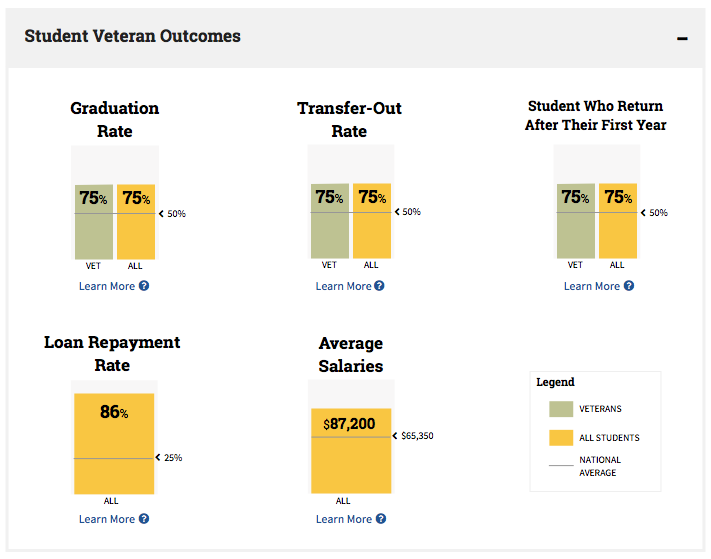 Student Veteran Outcomes
Graduation
Rate
75%
75%
50%
VET
ALL
Learn More ?
Transfer-Out
Rate
75%
75%
50%
VET
ALL
Learn More ?
Student Who Return
After Their First Year
75%
75%
50%
VET
ALL
Learn More ?
Loan Repayment
Rate
86%
25%
ALL
Learn More ?
Average
Salaries
$87,200
$65,350
ALL
Learn More ?
Legend
VETERANS
ALL STUDENTS
NATIONAL
AVERAGE